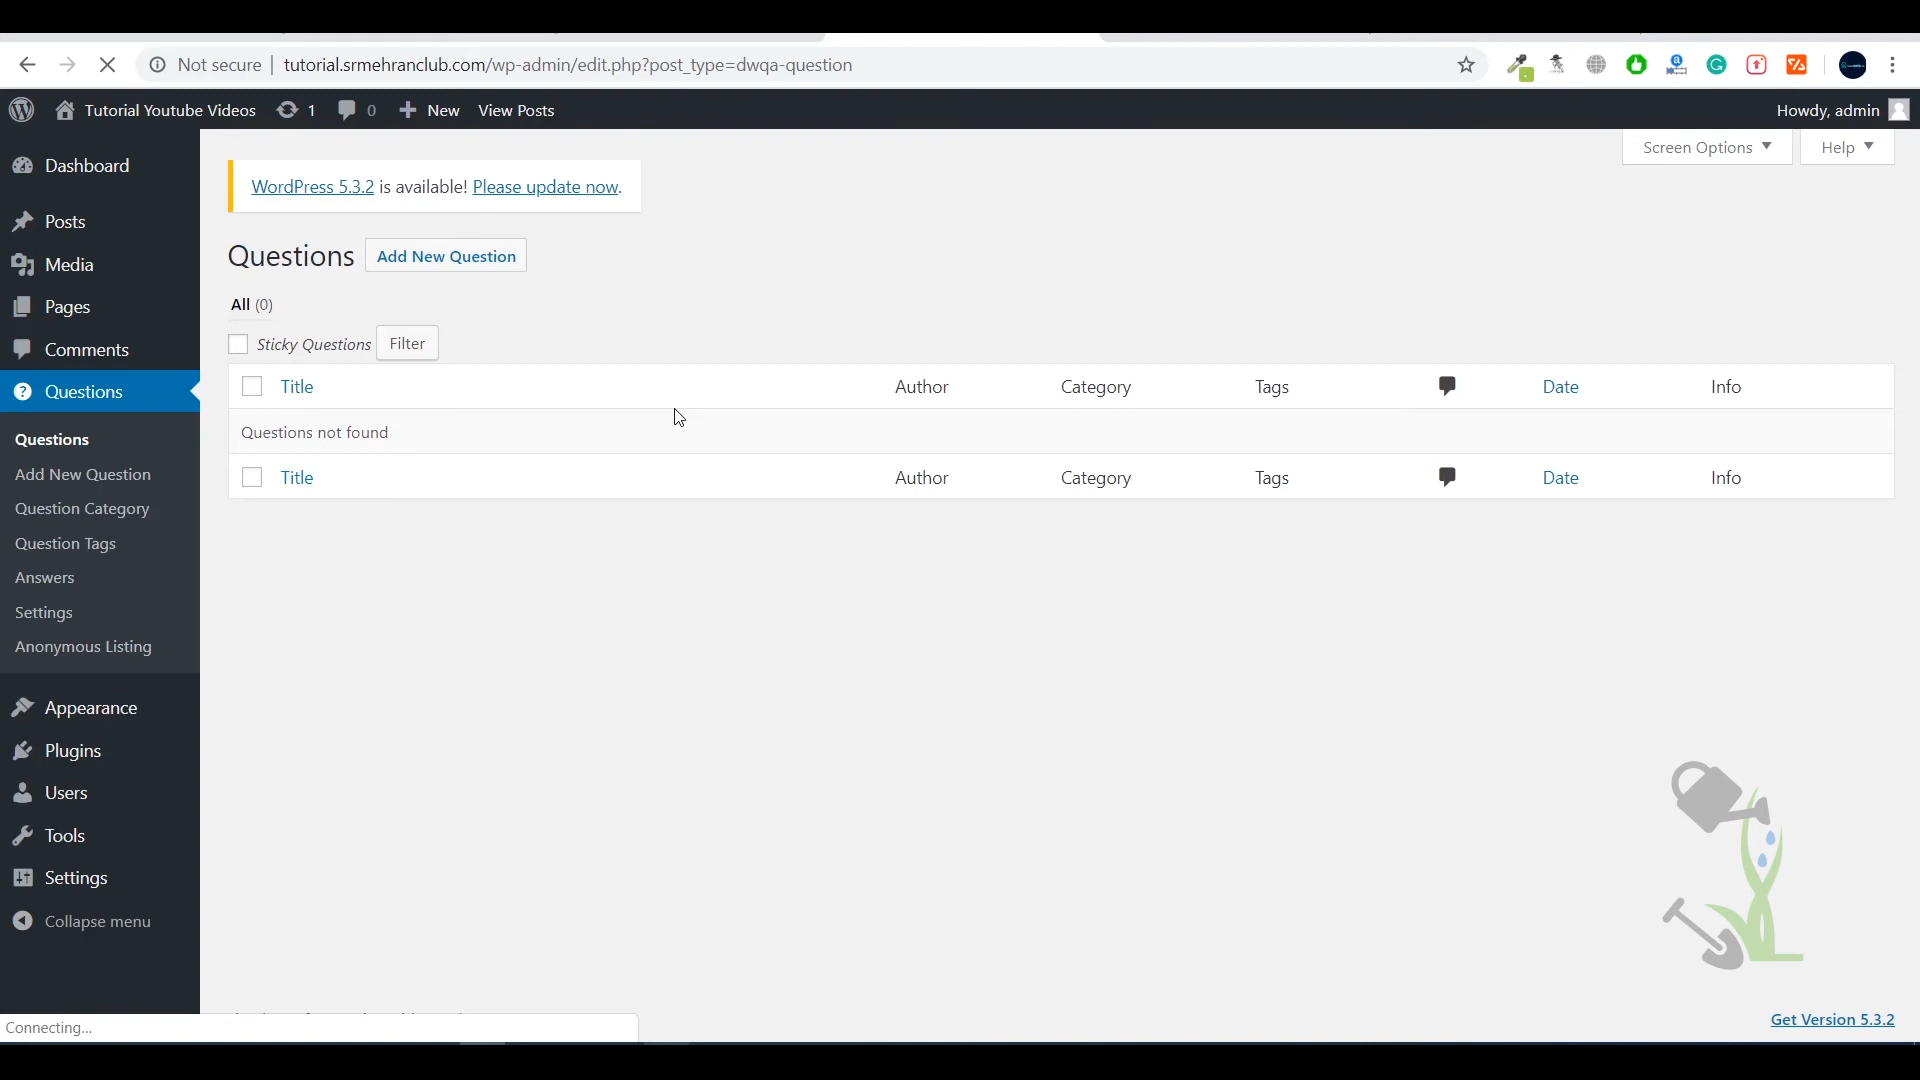 Not secure | tutorial.srmehranclub.com/wp-admin/edit.php?post_type=dwqa-question
Tutorial Youtube Videos 1 0 New View Posts Howdy, admin
Screen Options Help
Dashboard
WordPress 5.3.2 is available! Please update now.
Posts
Media
Pages
Comments
Questions
Questions
Add New Question
Question Category
Question Tags
Answers
Settings
Anonymous Listing
Appearance
Plugins
Users
Tools
Settings
Collapse menu
Questions Add New Question
All (0)
Sticky Questions Filter
Title Author Category Tags Date Info
Questions not found
Title Author Category Tags Date Info
Connecting...
Get Version 5.3.2